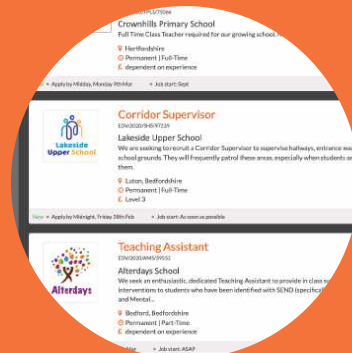 Crownhills Primary School
Full Time Class Teacher required for our growing school.
Hertfordshire
Permanent | Full-Time
£ dependent on experience
• Apply by Midday, Monday 9th Mar • Job start: Sept
Lakeside
Upper School
Corridor Supervisor
Lakeside Upper School
We are seeking to recruit a Corridor Supervisor to supervise hallways, entrance
school grounds. They will frequently patrol these areas, especially when students
them.
Luton, Bedfordshire
Permanent | Full-Time
£ Level 3
View • Apply by Midnight, Friday 28th Feb • Job start: As soon as possible
Alterdays
Teaching Assistant
Alterdays School
We seek an enthusiastic, dedicated Teaching Assistant to provide in class
interventions to students who have been identified with SEND
and Mental...
Bedford, Bedfordshire
Permanent | Part-Time
£ dependent on experience
• Job start: ASAP